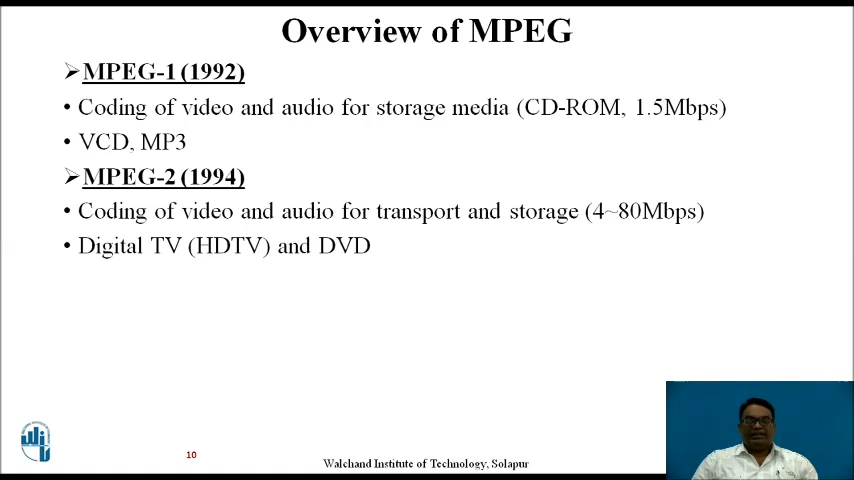 Overview of MPEG
➢MPEG-1 (1992)
• Coding of video and audio for storage media (CD-ROM, 1.5Mbps)
• VCD, MP3
➢MPEG-2 (1994)
• Coding of video and audio for transport and storage (4~80Mbps)
• Digital TV (HDTV) and DVD
10
Walchand Institute of Technology, Solapur